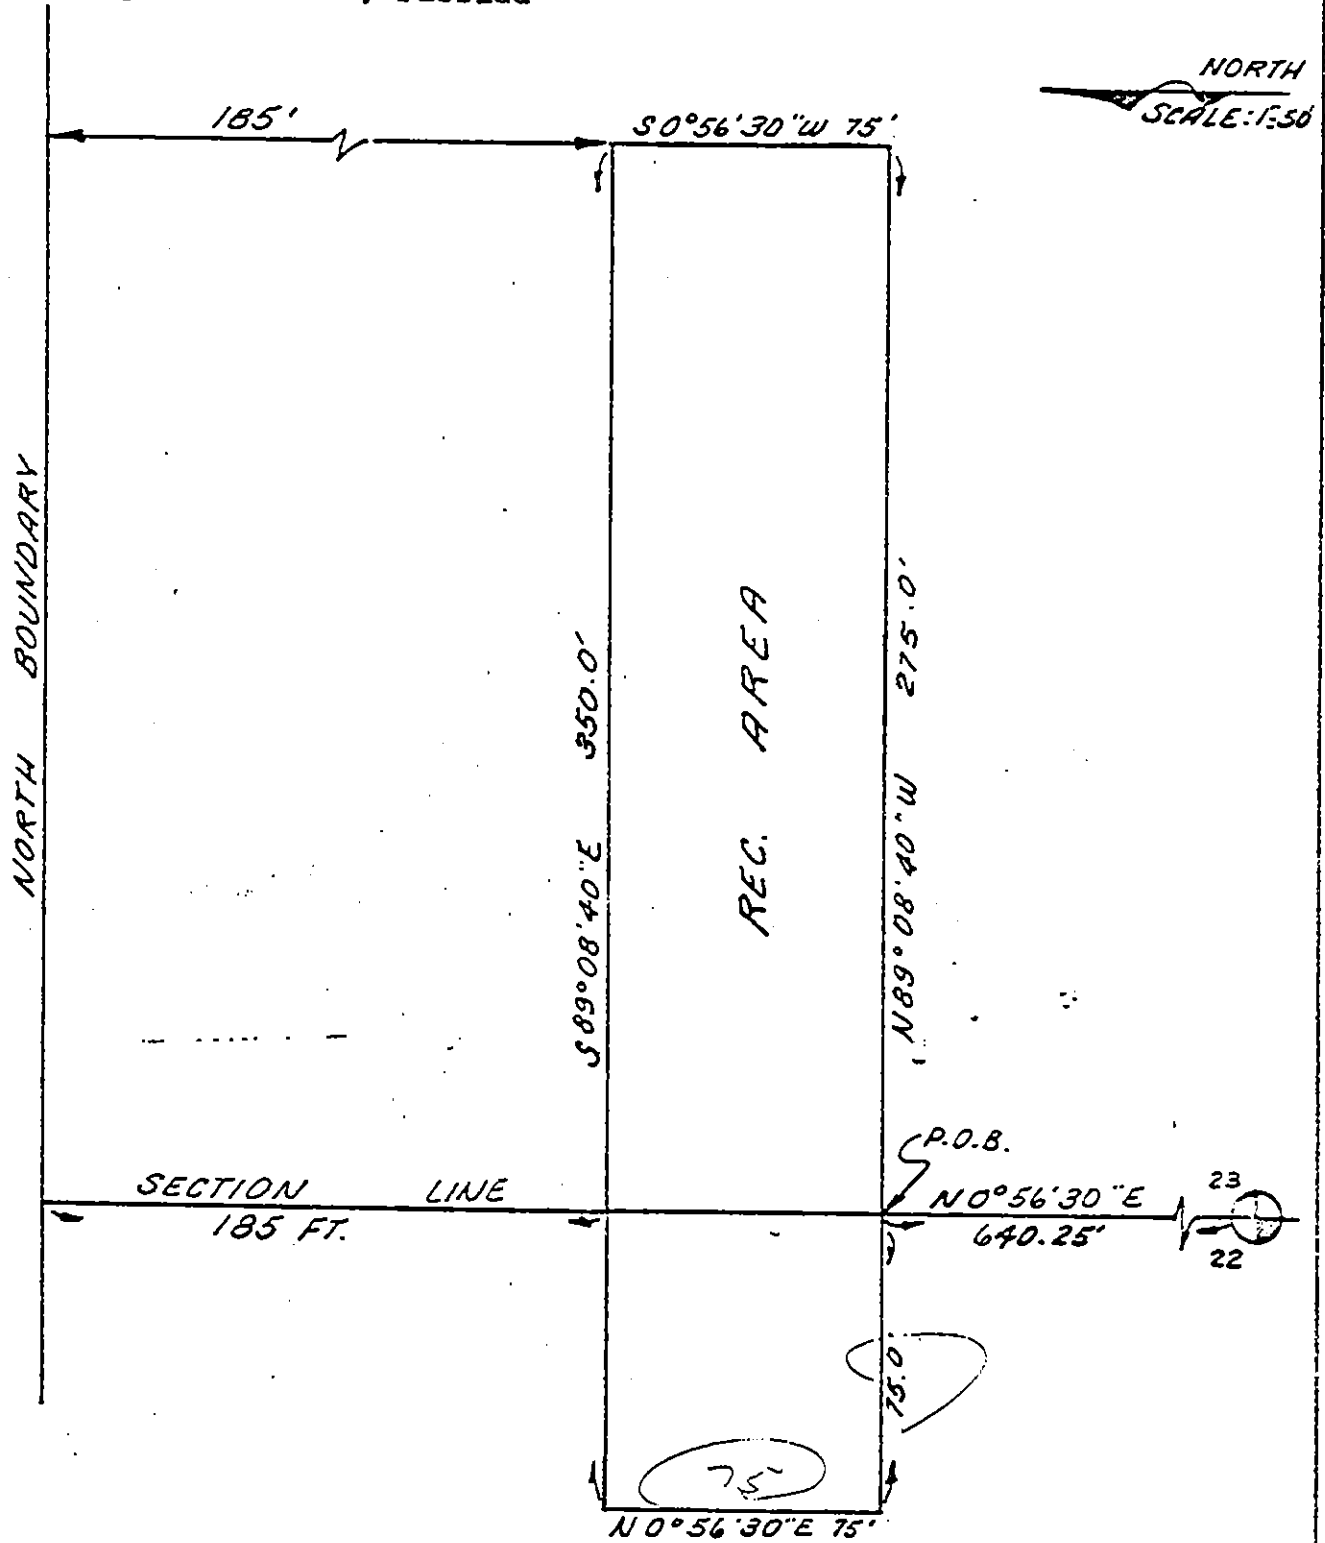 NORTH
SCALE: 1"=50'
185'
S 0°56'30"W 75'
NORTH BOUNDARY
S 89°08'40"E 350.0'
REC. AREA
N 89°08'40"W 275.0'
P.O.B.
SECTION LINE
185 FT.
N 0°56'30"E
640.25'
23
22
75.0'
75'
N 0°56'30"E 75'